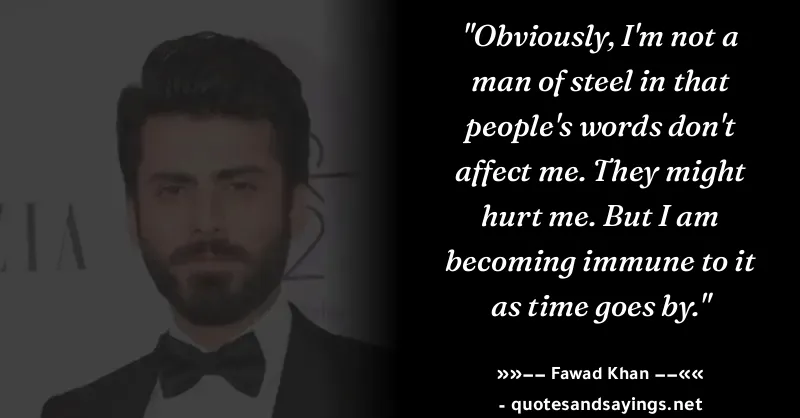 "Obviously, I'm not a
man of steel in that
people's words don't
affect me. They might
hurt me. But I am
becoming immune to it
as time goes by."
»»−− Fawad Khan −−««
- quotesandsayings.net